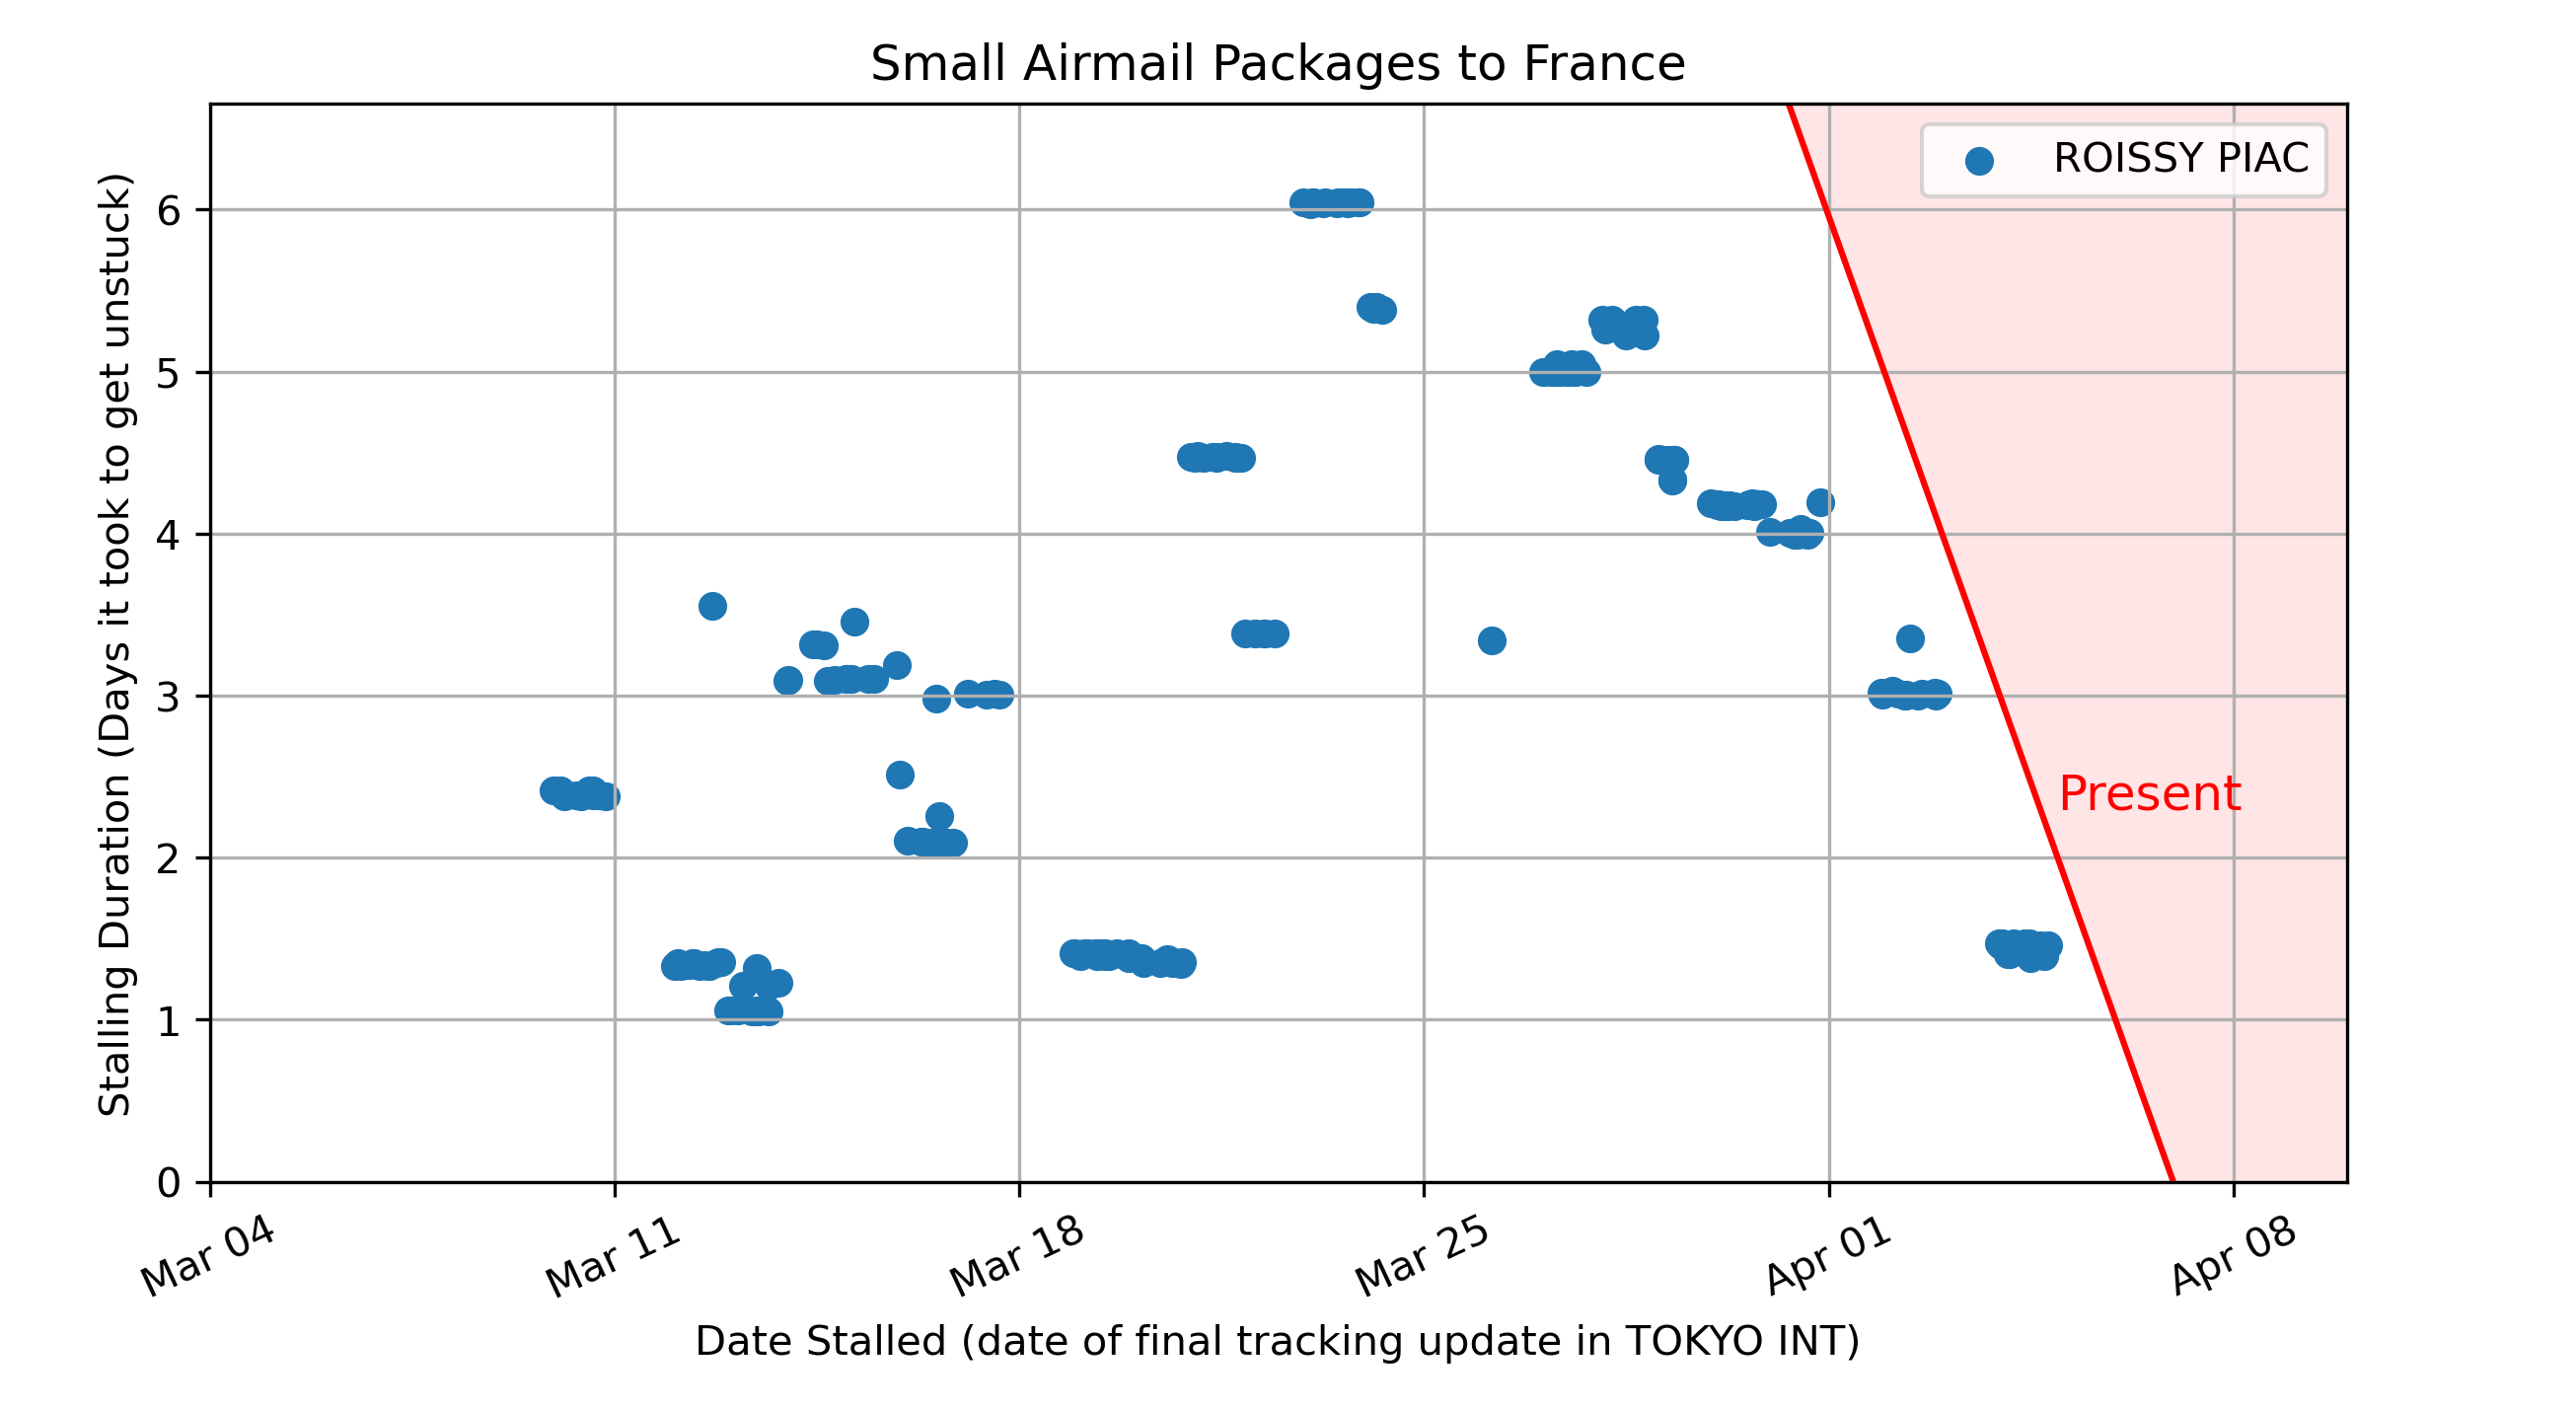 Small Airmail Packages to France
ROISSY PIAC
Stalling Duration (Days it took to get unstuck)
6
5
4
3
2
1
0
Present
Mar 04
Mar 11
Mar 18
Mar 25
Apr 01
Apr 08
Date Stalled (date of final tracking update in TOKYO INT)